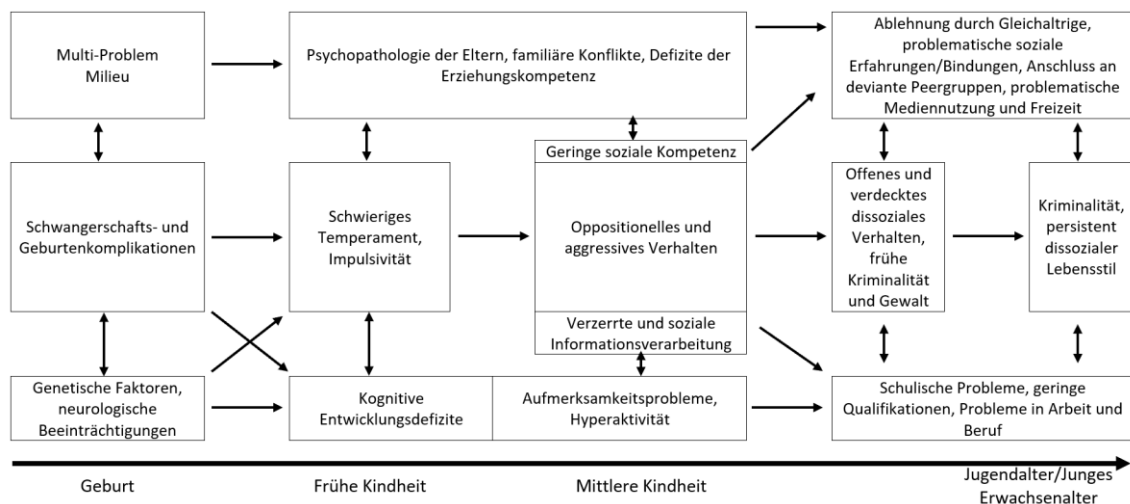 Multi-Problem
Milieu
Psychopathologie der Eltern, familiäre Konflikte, Defizite der
Erziehungskompetenz
Ablehnung durch Gleichaltrige,
problematische soziale
Erfahrungen/Bindungen, Anschluss an
deviante Peergruppen, problematische
Mediennutzung und Freizeit
Schwangerschafts- und
Geburtenkomplikationen
Schwieriges
Temperament,
Impulsivität
Geringe soziale Kompetenz
Oppositionelles und
aggressives Verhalten
Verzerrte und soziale
Informationsverarbeitung
Offenes und
verdecktes
dissoziales
Verhalten,
frühe
Kriminalität
und Gewalt
Kriminalität,
persistent
dissozialer
Lebensstil
Genetische Faktoren,
neurologische
Beeinträchtigungen
Kognitive
Entwicklungsdefizite
Aufmerksamkeitsprobleme,
Hyperaktivität
Schulische Probleme, geringe
Qualifikationen, Probleme in Arbeit und
Beruf
Geburt
Frühe Kindheit
Mittlere Kindheit
Jugendalter/Junges
Erwachsenalter